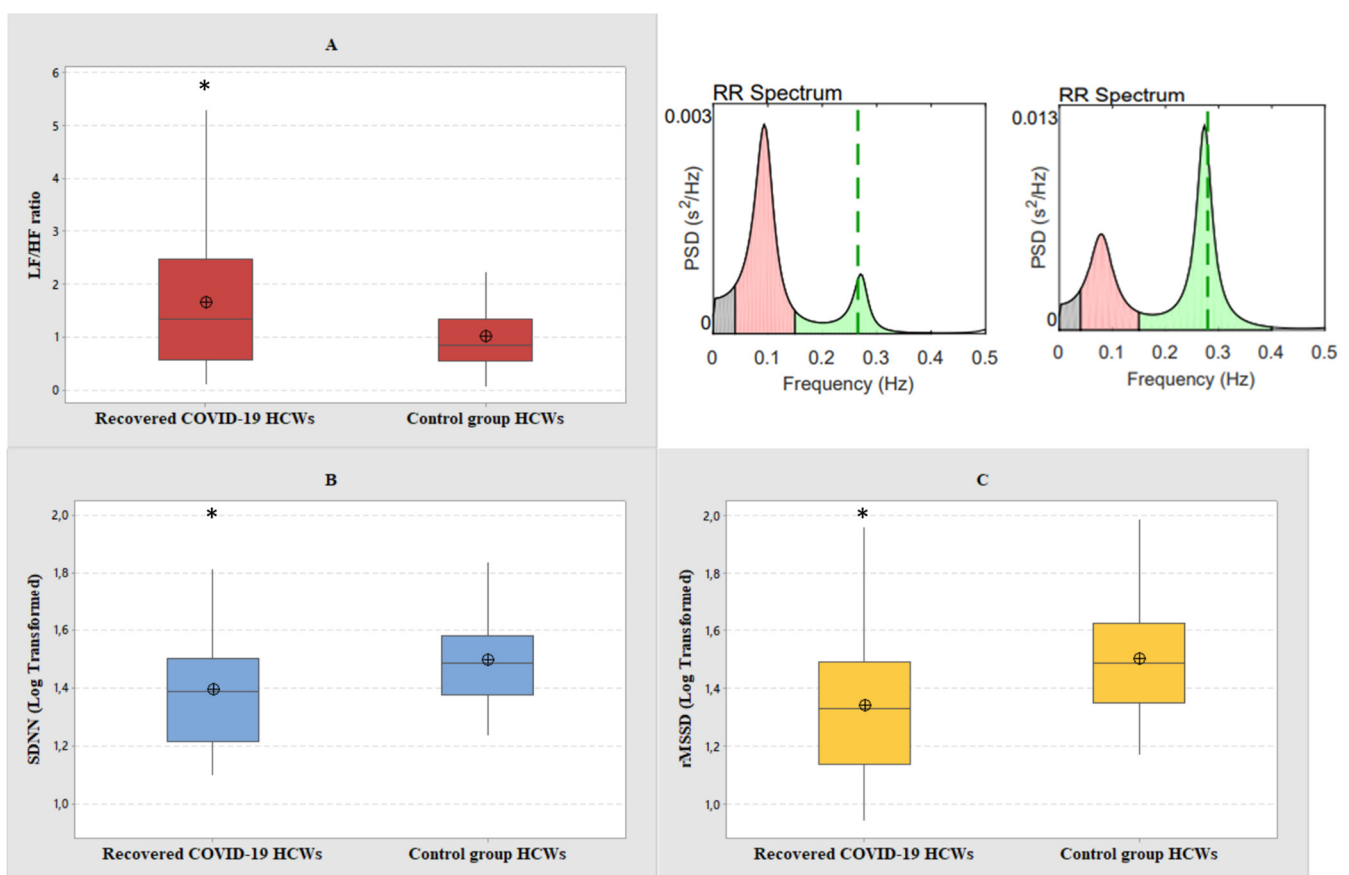 A
*
6
5
4
3
2
1
0
LF/HF ratio
Recovered COVID-19 HCWs Control group HCWs
RR Spectrum
0.003
0
PSD (s²/Hz)
0 0.1 0.2 0.3 0.4 0.5
Frequency (Hz)
RR Spectrum
0.013
0
PSD (s²/Hz)
0 0.1 0.2 0.3 0.4 0.5
Frequency (Hz)
B
*
2,0
1,8
1,6
1,4
1,2
1,0
SDNN (Log Transformed)
Recovered COVID-19 HCWs Control group HCWs
C
*
2,0
1,8
1,6
1,4
1,2
1,0
rMSSD (Log Transformed)
Recovered COVID-19 HCWs Control group HCWs